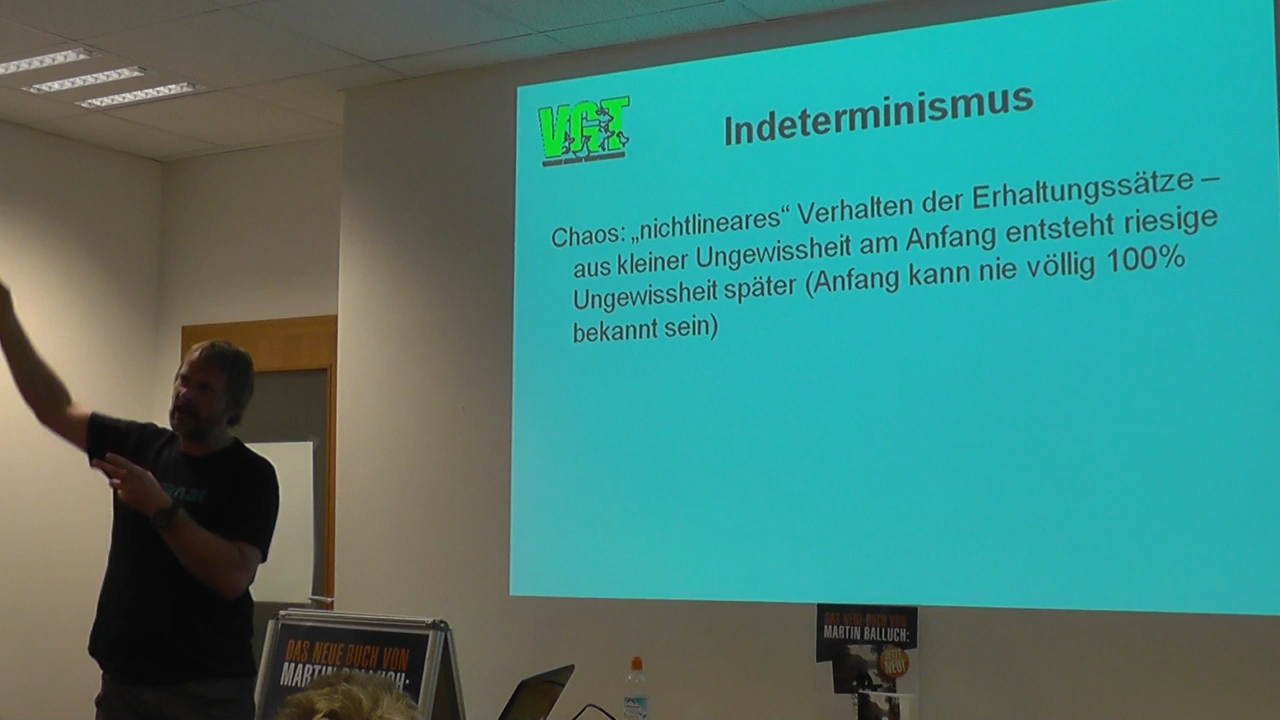 VGT
Indeterminismus
Chaos: „nichtlineares“ Verhalten der Erhaltungssätze –
aus kleiner Ungewissheit am Anfang entsteht riesige
Ungewissheit später (Anfang kann nie völlig 100%
bekannt sein)
DAS NEUE BUCH VON
MARTIN BALLUCH:
DAS NEUE BUCH VON
MARTIN BALLUCH:
NEU!